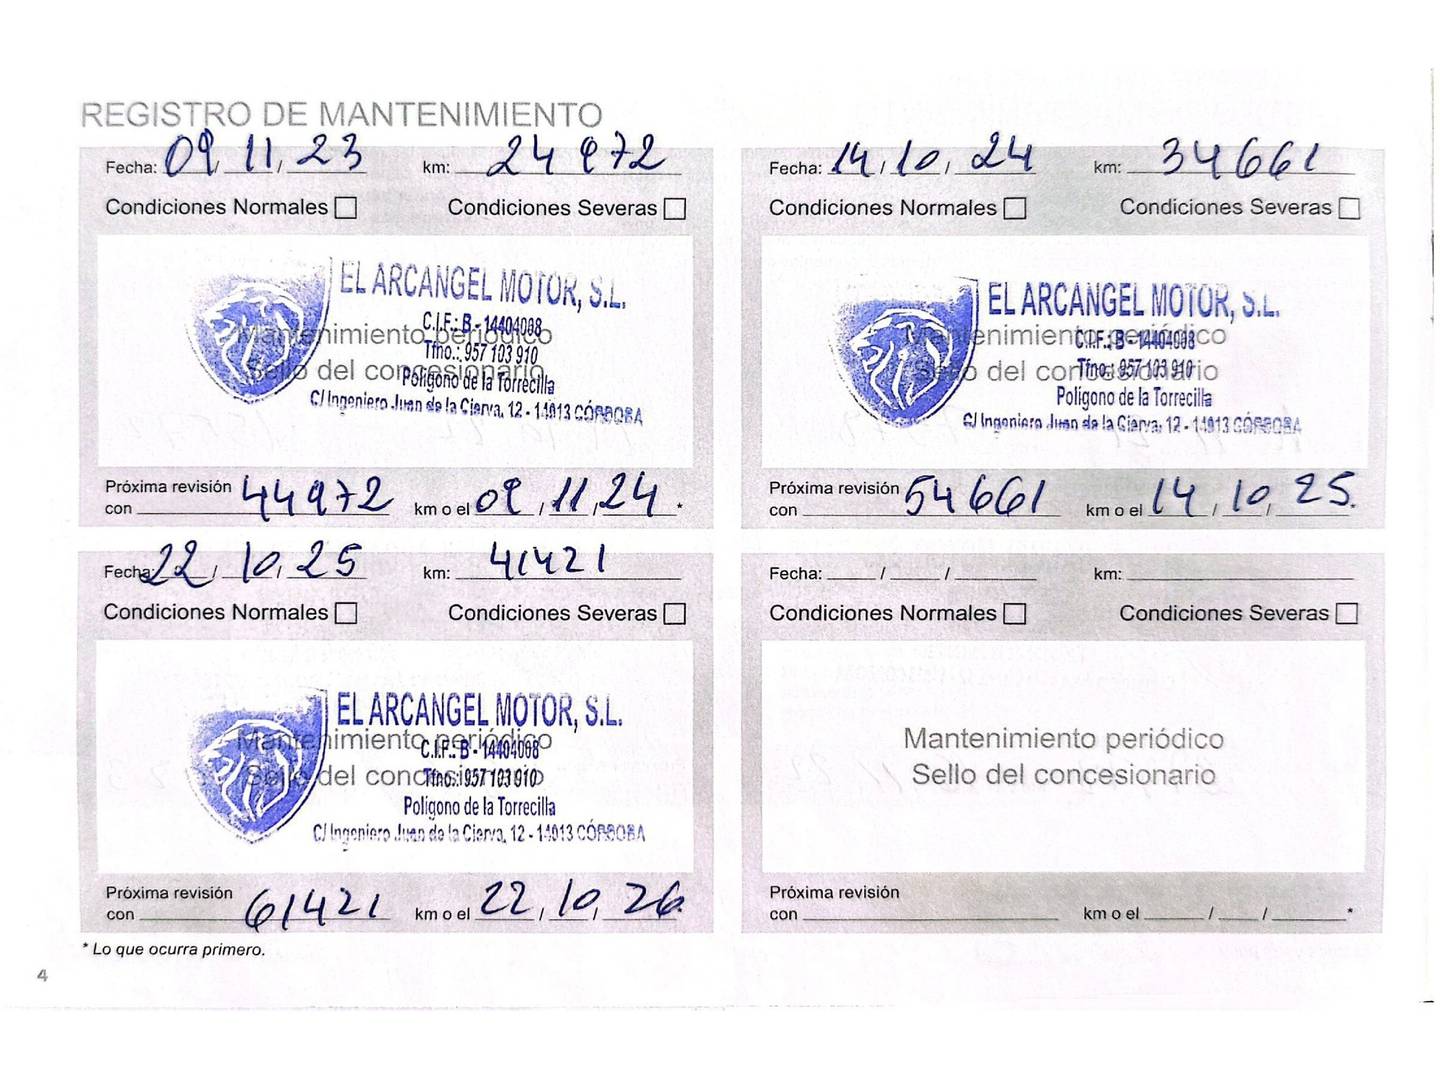 REGISTRO DE MANTENIMIENTO
Fecha: 09/11/23 km: 24972
Condiciones Normales Condiciones Severas
EL ARCANGEL MOTOR, S.L.
C.I.F.: B - 14404008
Mantenimiento periódico
Tfno.: 957 103 910
Sello del concesionario
Polígono de la Torrecilla
C/ Ingeniero Juan de la Cierva, 12 - 14013 CÓRDOBA
Próxima revisión
con 44972 km o el 09/11/24 *
Fecha: 14/10/24 km: 34661
Condiciones Normales Condiciones Severas
EL ARCANGEL MOTOR, S.L.
Mantenimiento periódico
C.I.F.: B - 14404008
Sello del concesionario
Tfno.: 957 103 910
Polígono de la Torrecilla
C/ Ingeniero Juan de la Cierva, 12 - 14013 CÓRDOBA
Próxima revisión
con 54661 km o el 14/10/25 *
Fecha: 22/10/25 km: 41421
Condiciones Normales Condiciones Severas
EL ARCANGEL MOTOR, S.L.
Mantenimiento periódico
C.I.F.: B - 14404008
Sello del concesionario
Tfno.: 957 103 910
Polígono de la Torrecilla
C/ Ingeniero Juan de la Cierva, 12 - 14013 CÓRDOBA
Próxima revisión
con 61421 km o el 22/10/26
Fecha: / / km:
Condiciones Normales Condiciones Severas
Mantenimiento periódico
Sello del concesionario
Próxima revisión
con km o el / / *
* Lo que ocurra primero.
4